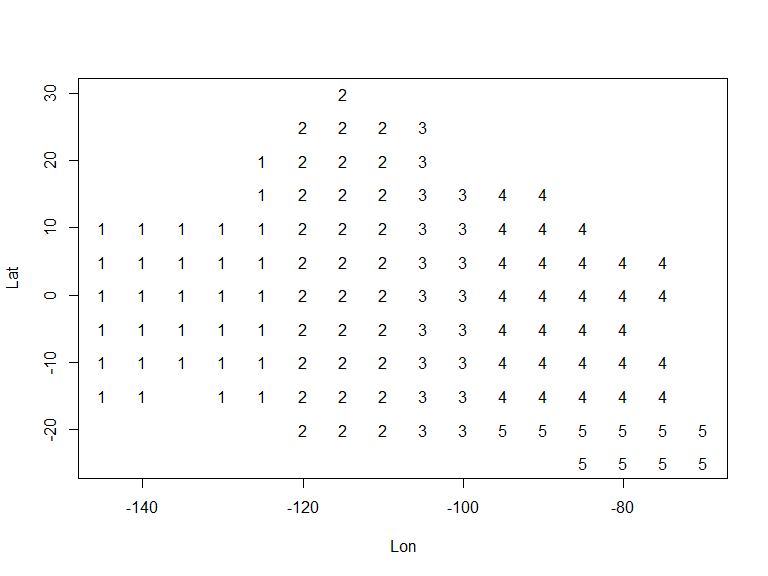 30 2
2 2 2 3
20 1 2 2 2 3
1 2 2 2 3 3 4 4
10 1 1 1 1 1 2 2 2 3 3 4 4 4
1 1 1 1 1 2 2 2 3 3 4 4 4 4 4
Lat
0 1 1 1 1 1 2 2 2 3 3 4 4 4 4 4
1 1 1 1 1 2 2 2 3 3 4 4 4 4
-10 1 1 1 1 1 2 2 2 3 3 4 4 4 4 4
1 1 1 1 2 2 2 3 3 4 4 4 4 4
-20 2 2 2 3 3 5 5 5 5 5 5
5 5 5 5
-140 -120 -100 -80
Lon